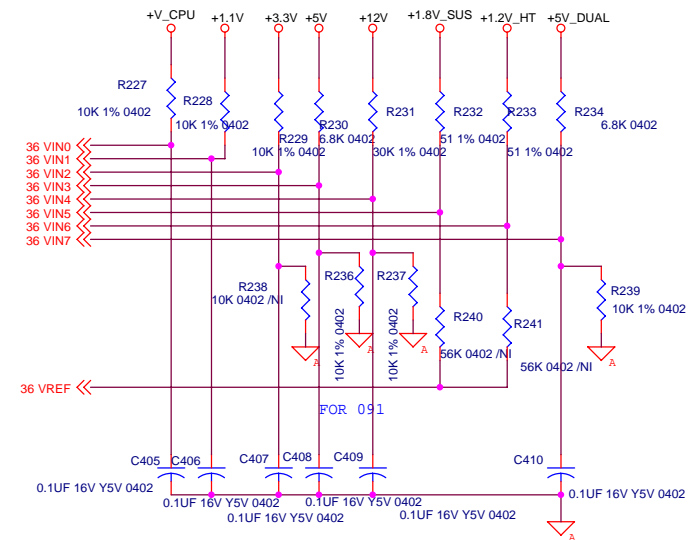 +V_CPU
+1.1V
+3.3V
+5V
+12V
+1.8V_SUS
+1.2V_HT
+5V_DUAL
R227
10K 1% 0402
R228
10K 1% 0402
R229
10K 1% 0402
R230
6.8K 0402
R231
30K 1% 0402
R232
51 1% 0402
R233
51 1% 0402
R234
6.8K 0402
36 VIN0
36 VIN1
36 VIN2
36 VIN3
36 VIN4
36 VIN5
36 VIN6
36 VIN7
R238
10K 0402 /NI
R236
10K 1% 0402
R237
10K 1% 0402
R240
56K 0402 /NI
R241
56K 0402 /NI
R239
10K 1% 0402
A
A
A
A
36 VREF
FOR 091
C405
0.1UF 16V Y5V 0402
C406
0.1UF 16V Y5V 0402
C407
0.1UF 16V Y5V 0402
C408
0.1UF 16V Y5V 0402
C409
0.1UF 16V Y5V 0402
C410
0.1UF 16V Y5V 0402
A